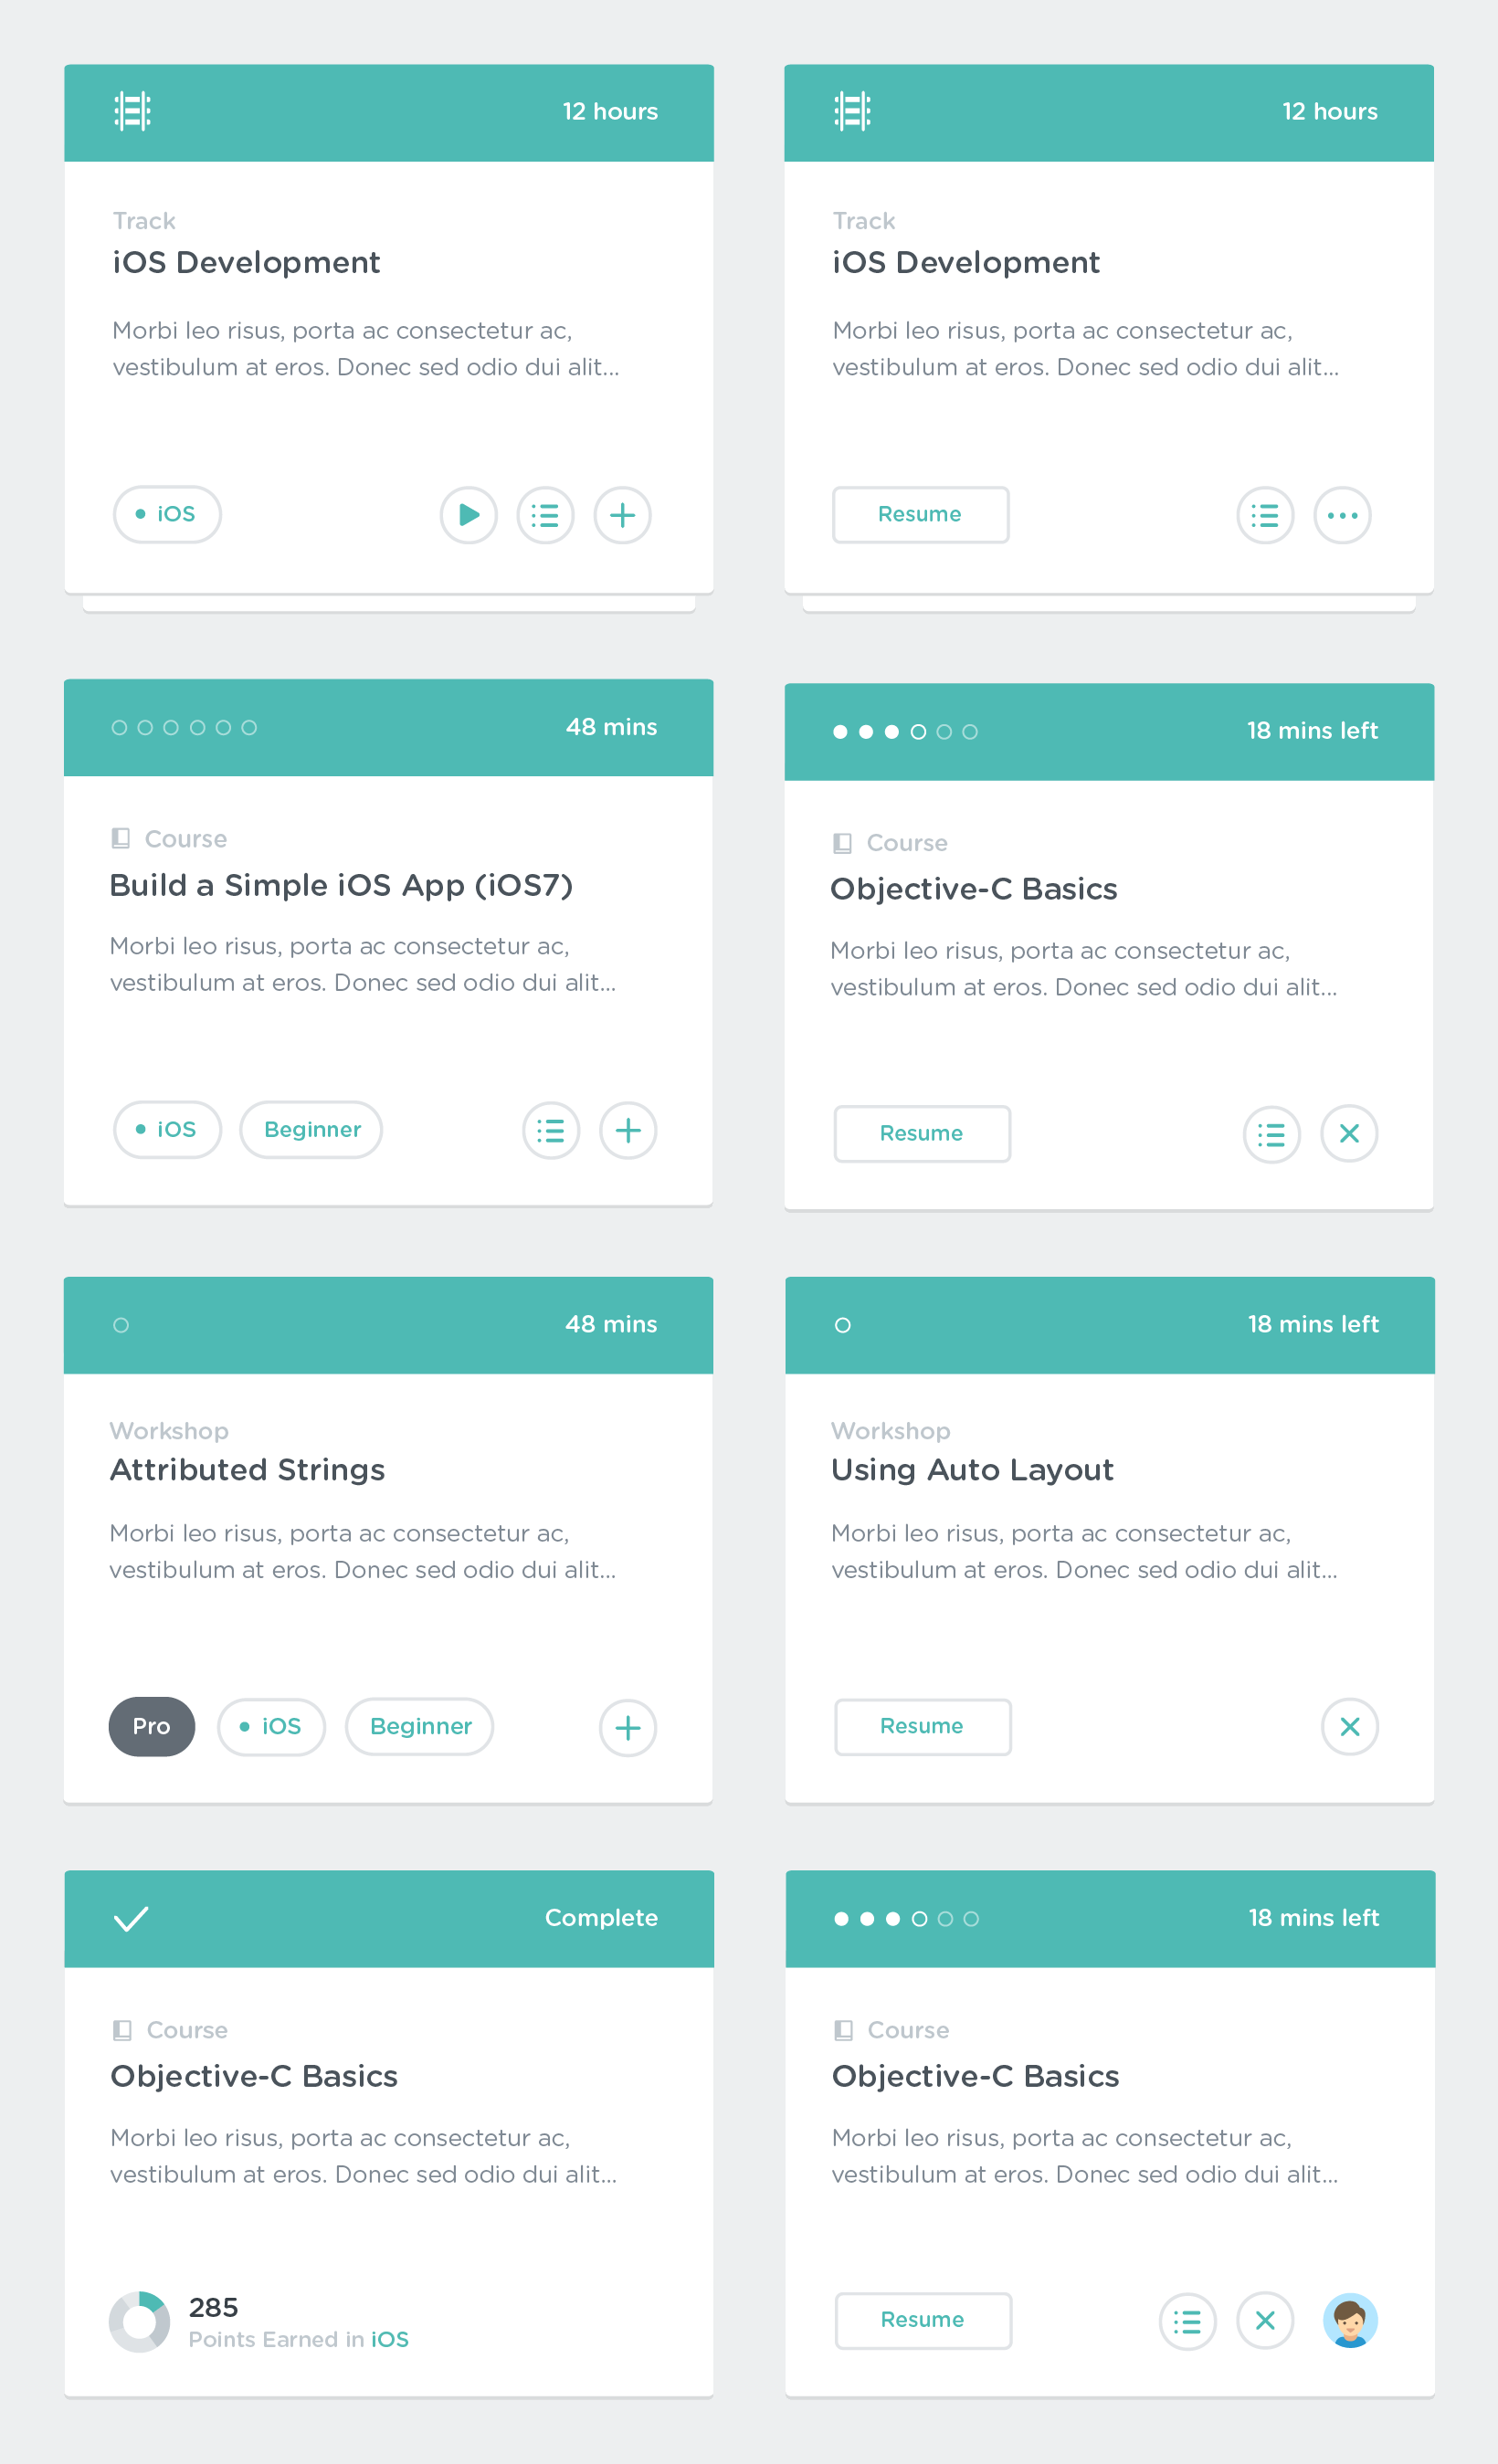 12 hours
Track
iOS Development
Morbi leo risus, porta ac consectetur ac,
vestibulum at eros. Donec sed odio dui alit...
iOS
12 hours
Track
iOS Development
Morbi leo risus, porta ac consectetur ac,
vestibulum at eros. Donec sed odio dui alit...
Resume
48 mins
Course
Build a Simple iOS App (iOS7)
Morbi leo risus, porta ac consectetur ac,
vestibulum at eros. Donec sed odio dui alit...
iOS Beginner
18 mins left
Course
Objective-C Basics
Morbi leo risus, porta ac consectetur ac,
vestibulum at eros. Donec sed odio dui alit...
Resume
48 mins
Workshop
Attributed Strings
Morbi leo risus, porta ac consectetur ac,
vestibulum at eros. Donec sed odio dui alit...
Pro iOS Beginner
18 mins left
Workshop
Using Auto Layout
Morbi leo risus, porta ac consectetur ac,
vestibulum at eros. Donec sed odio dui alit...
Resume
Complete
Course
Objective-C Basics
Morbi leo risus, porta ac consectetur ac,
vestibulum at eros. Donec sed odio dui alit...
285
Points Earned in iOS
18 mins left
Course
Objective-C Basics
Morbi leo risus, porta ac consectetur ac,
vestibulum at eros. Donec sed odio dui alit...
Resume